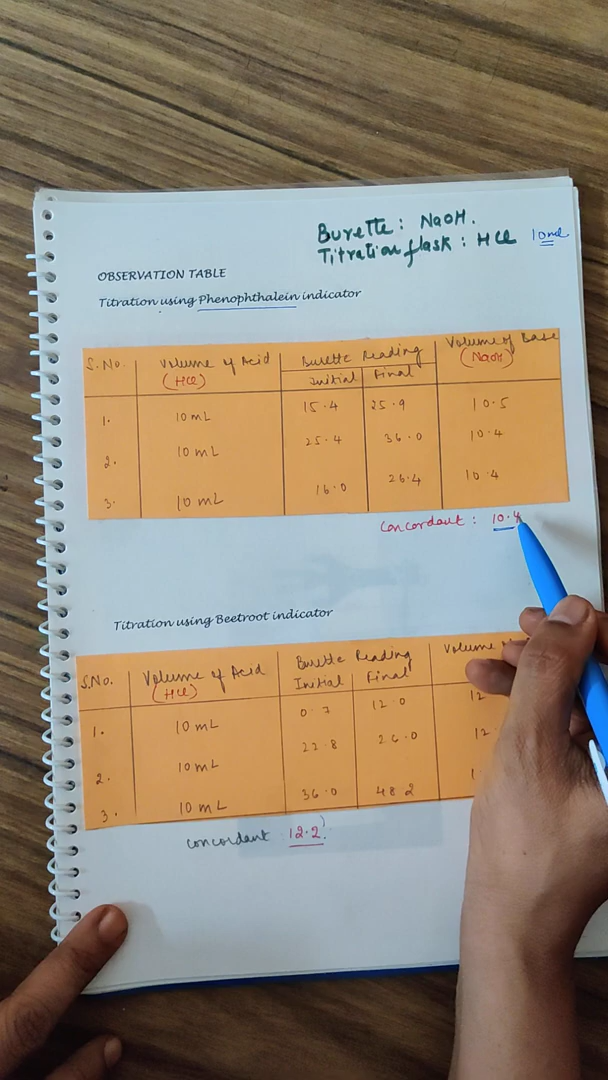 Burette: NaOH.
Titration flask: HCl 10ml
OBSERVATION TABLE
Titration using Phenophthalein indicator
S.No. Volume of Acid (HCl) Burette Reading Volume of Base (NaOH)
Initial Final
1. 10 mL 15.4 25.9 10.5
2. 10 mL 25.4 36.0 10.4
3. 10 mL 16.0 26.4 10.4
Concordant: 10.4
Titration using Beetroot indicator
S.No. Volume of Acid (HCl) Burette Reading Volume
Initial Final
1. 10 mL 0.7 12.0 12
2. 10 mL 22.8 26.0 12.
3. 10 mL 36.0 48 2 1
concordant 12.2